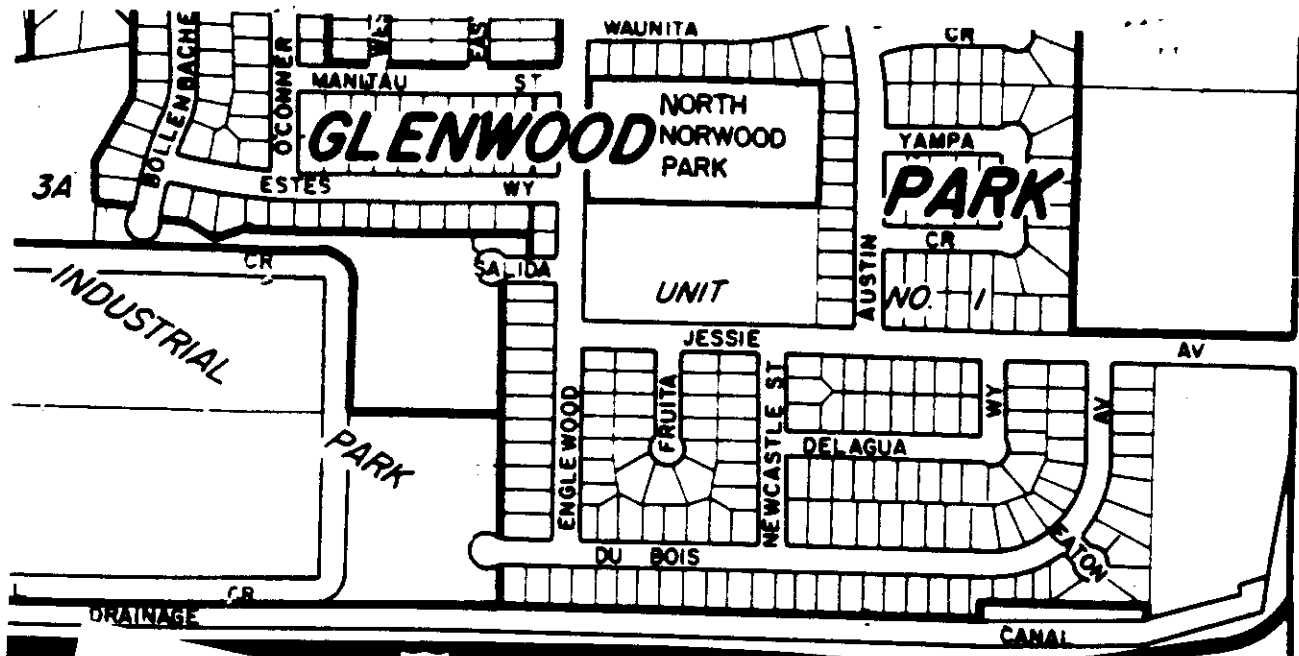 WAUNITA
CR
BOLLENBACHE
O'CONNER
MANITAU ST
GLENWOOD
NORTH
NORWOOD
PARK
YAMPA
PARK
3A
ESTES WY
CR
CR
SALIDA
AUSTIN
INDUSTRIAL
UNIT
NO. 1
JESSIE
AV
PARK
ENGLEWOOD
FRUITA
NEWCASTLE ST
WY
AV
DELAGUA
DU BOIS
EATON
CR
DRAINAGE
CANAL